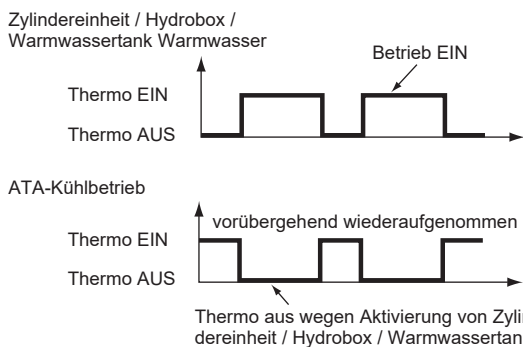 Zylindereinheit / Hydrobox /
Warmwassertank Warmwasser
Betrieb EIN
Thermo EIN
Thermo AUS
ATA-Kühlbetrieb
vorübergehend wiederaufgenommen
Thermo EIN
Thermo AUS
Thermo aus wegen Aktivierung von Zylin
dereinheit / Hydrobox / Warmwassertan